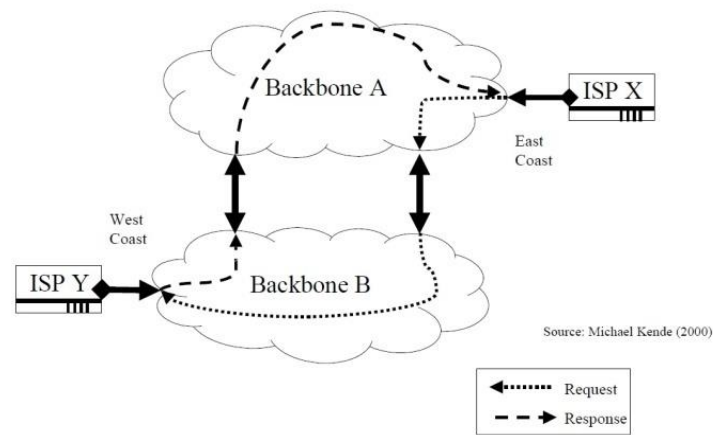 Backbone A
ISP X
East
Coast
West
Coast
ISP Y
Backbone B
Source: Michael Kende (2000)
Request
Response